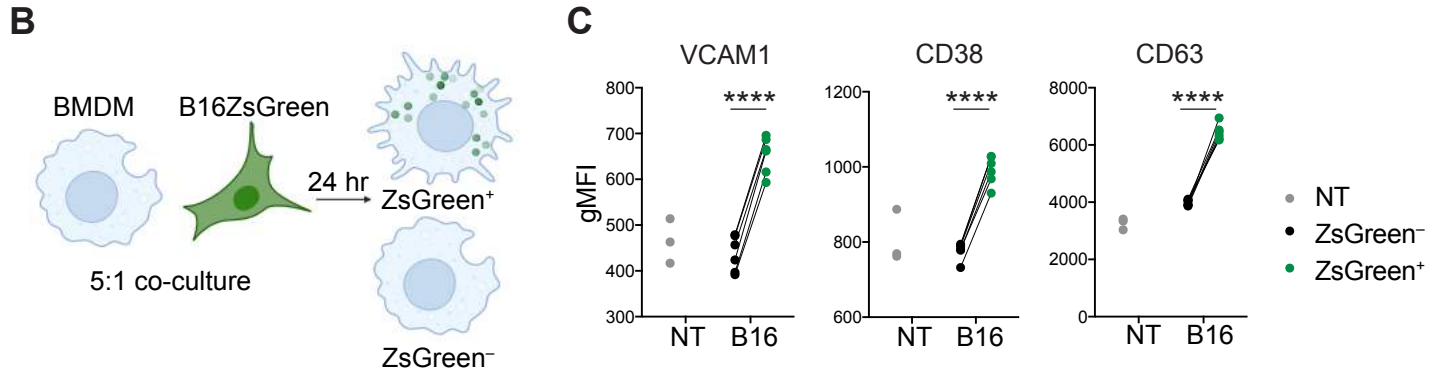 B
BMDM
B16ZsGreen
24 hr
ZsGreen⁺
5:1 co-culture
ZsGreen⁻
C
VCAM1
CD38
CD63
gMFI
800
700
600
500
400
300
****
NT
B16
1200
1000
800
600
****
NT
B16
8000
6000
4000
2000
0
****
NT
B16
NT
ZsGreen⁻
ZsGreen⁺